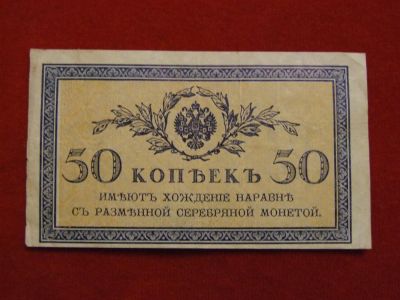 50 КОПѢЕКЪ 50
ИМѢЮТЪ ХОЖДЕНІЕ НАРАВНѢ
СЪ РАЗМѢННОЙ СЕРЕБРЯНОЙ МОНЕТОЙ.